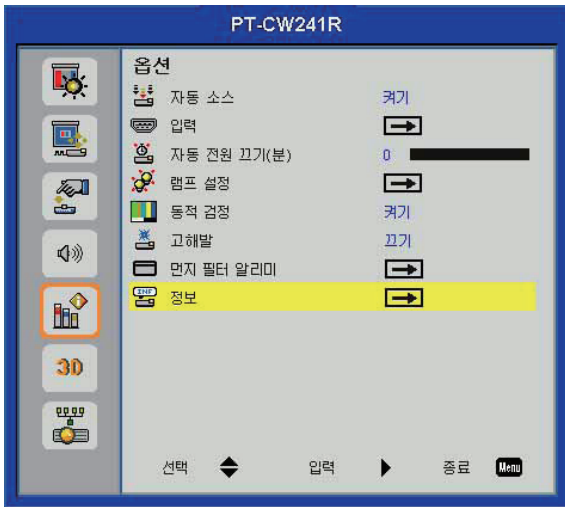 PT-CW241R
옵션
자동 소스 켜기
입력
자동 전원 끄기(분) 0
램프 설정
동적 검정 켜기
고해발 끄기
먼지 필터 알리미
INF 정보
3D
선택 입력 종료 Menu